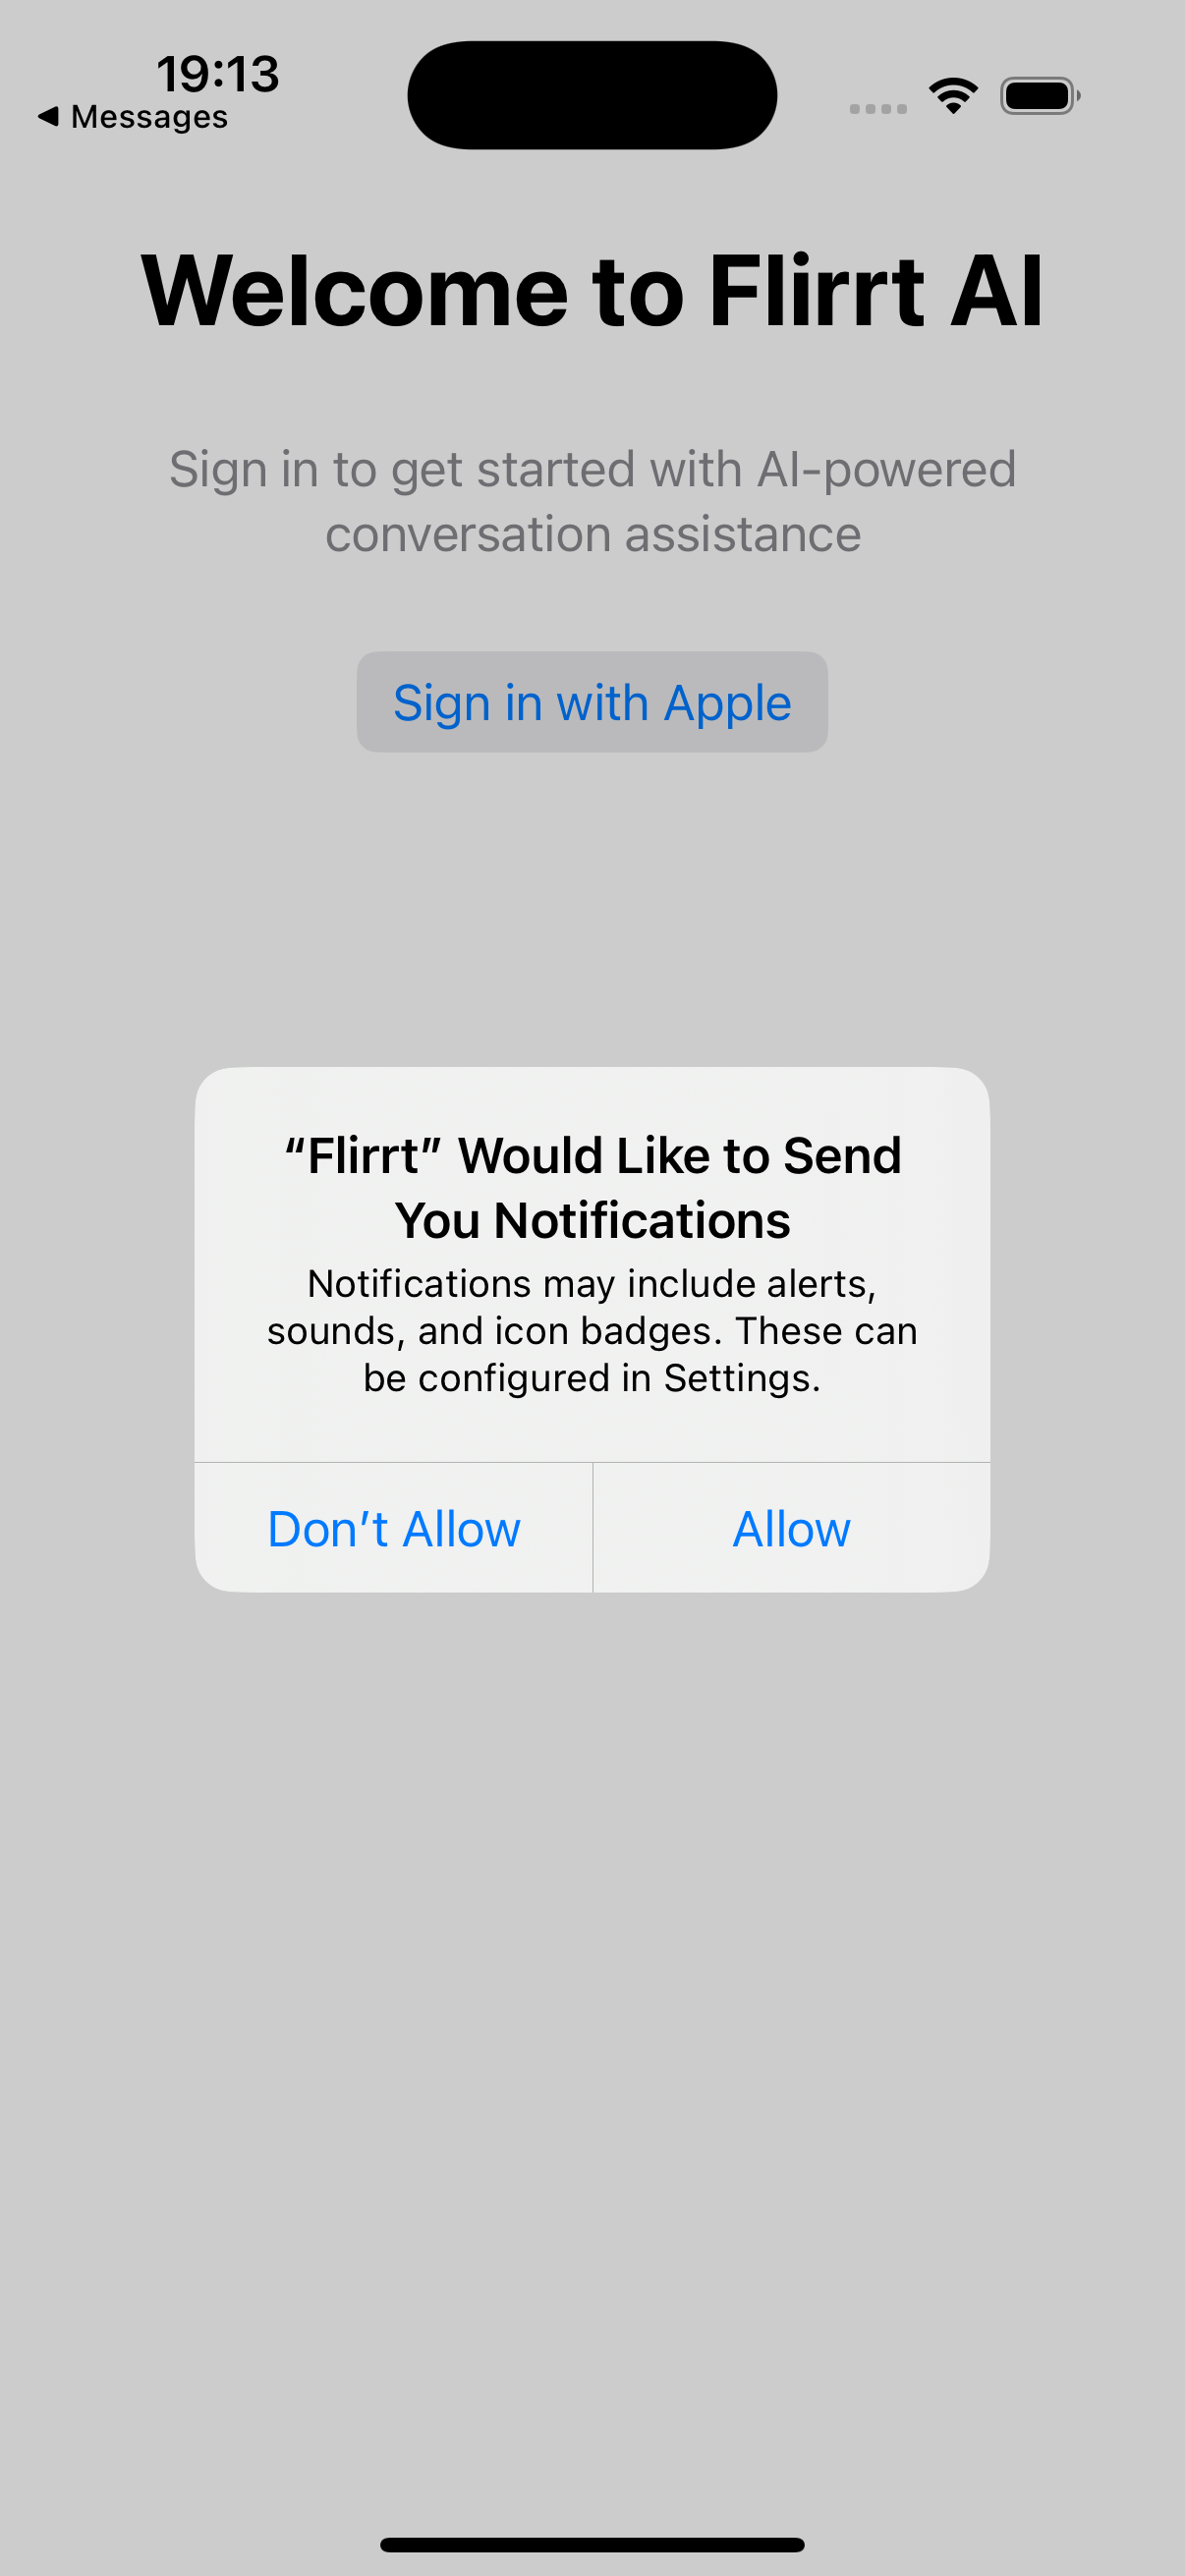 19:13
Messages
Welcome to Flirrt AI
Sign in to get started with AI-powered
conversation assistance
Sign in with Apple
“Flirrt” Would Like to Send
You Notifications
Notifications may include alerts,
sounds, and icon badges. These can
be configured in Settings.
Don’t Allow
Allow